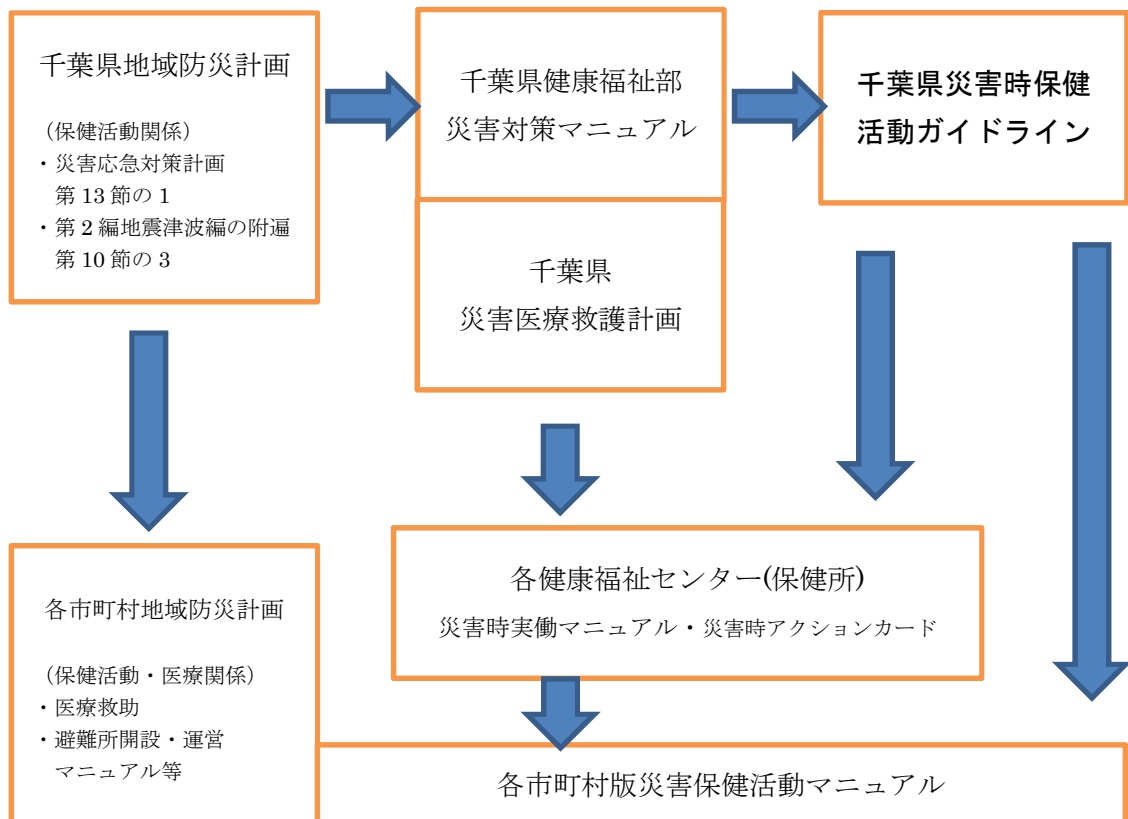 千葉県地域防災計画
（保健活動関係）
・災害応急対策計画
第 13 節の 1
・第 2 編地震津波編の附遍
第 10 節の 3
千葉県健康福祉部
災害対策マニュアル
千葉県災害時保健
活動ガイドライン
千葉県
災害医療救護計画
各市町村地域防災計画
（保健活動・医療関係）
・医療救助
・避難所開設・運営
マニュアル等
各健康福祉センター(保健所)
災害時実働マニュアル・災害時アクションカード
各市町村版災害保健活動マニュアル